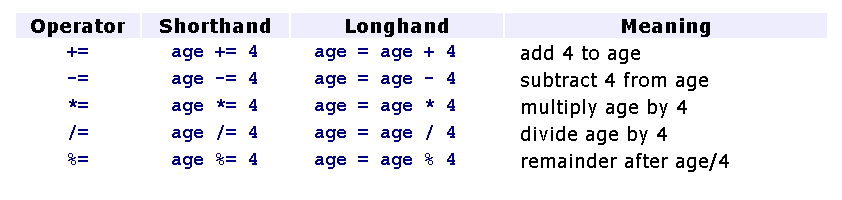 Operator Shorthand Longhand Meaning
+= age += 4 age = age + 4 add 4 to age
-= age -= 4 age = age - 4 subtract 4 from age
*= age *= 4 age = age * 4 multiply age by 4
/= age /= 4 age = age / 4 divide age by 4
%= age %= 4 age = age % 4 remainder after age/4